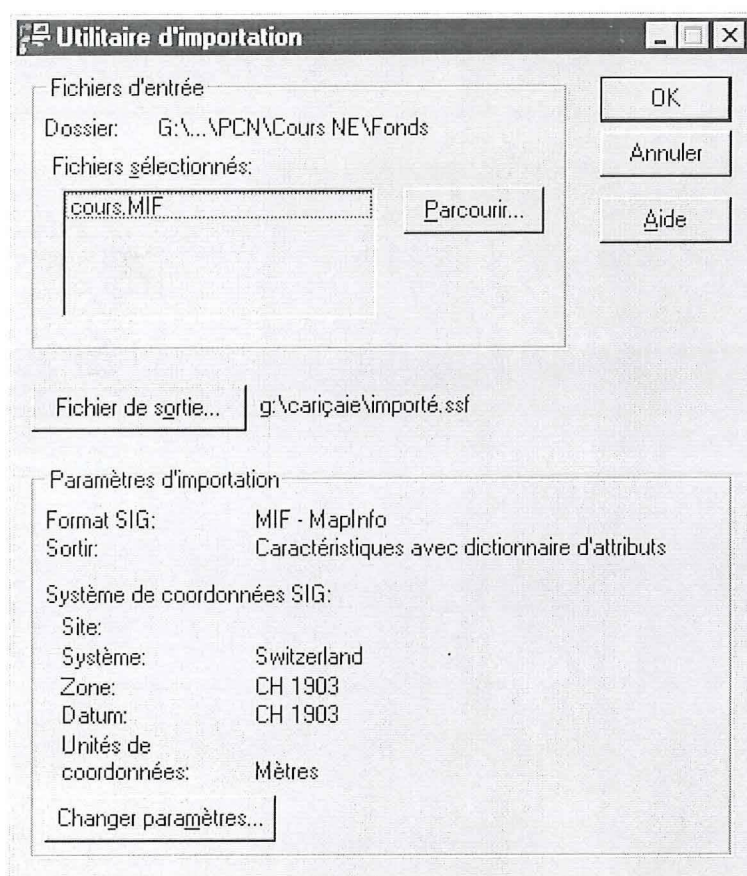 Utilitaire d'importation
Fichiers d'entrée
Dossier: G:\...\PCN\Cours NE\Fonds
Fichiers sélectionnés:
cours.MIF
Parcourir...
OK
Annuler
Aide
Fichier de sortie... g:\cariçaie\importé.ssf
Paramètres d'importation
Format SIG: MIF - MapInfo
Sortir: Caractéristiques avec dictionnaire d'attributs
Système de coordonnées SIG:
Site:
Système: Switzerland
Zone: CH 1903
Datum: CH 1903
Unités de
coordonnées: Mètres
Changer paramètres...